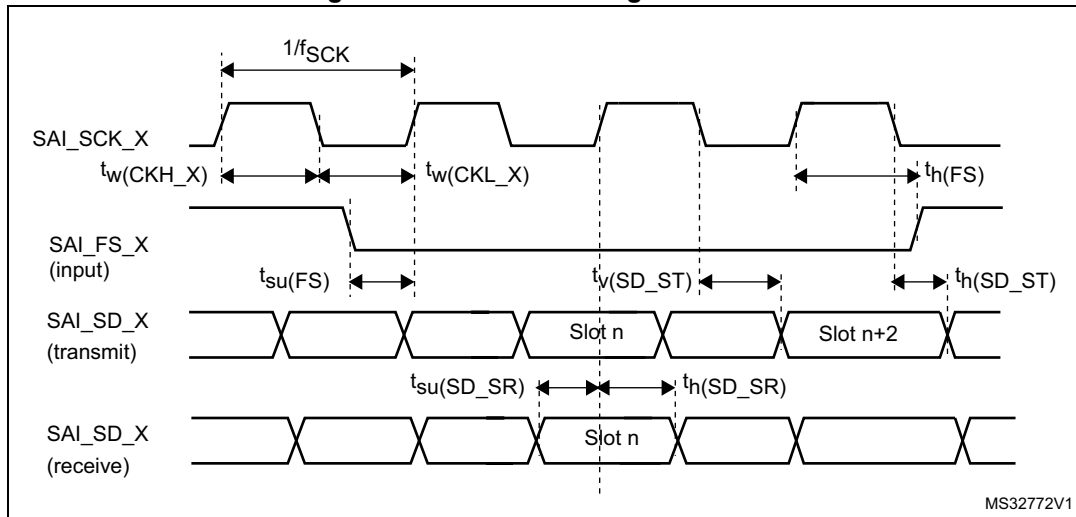 1/fSCK
SAI_SCK_X
tw(CKH_X)
tw(CKL_X)
th(FS)
SAI_FS_X
(input)
tsu(FS)
tv(SD_ST)
th(SD_ST)
SAI_SD_X
(transmit)
Slot n
Slot n+2
tsu(SD_SR)
th(SD_SR)
SAI_SD_X
(receive)
Slot n
MS32772V1